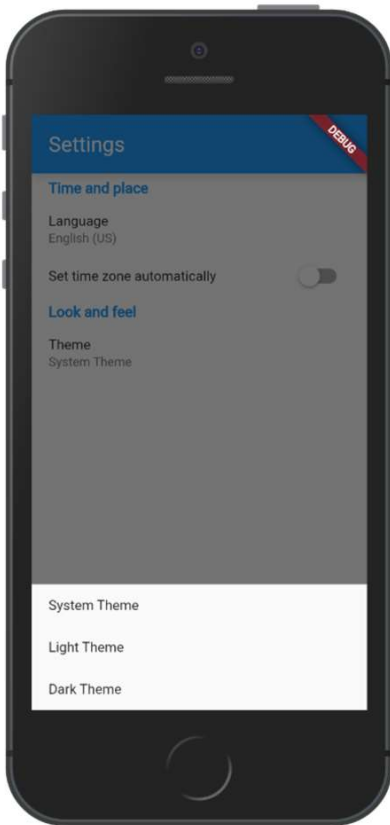 Settings
DEBUG
Time and place
Language
English (US)
Set time zone automatically
Look and feel
Theme
System Theme
System Theme
Light Theme
Dark Theme